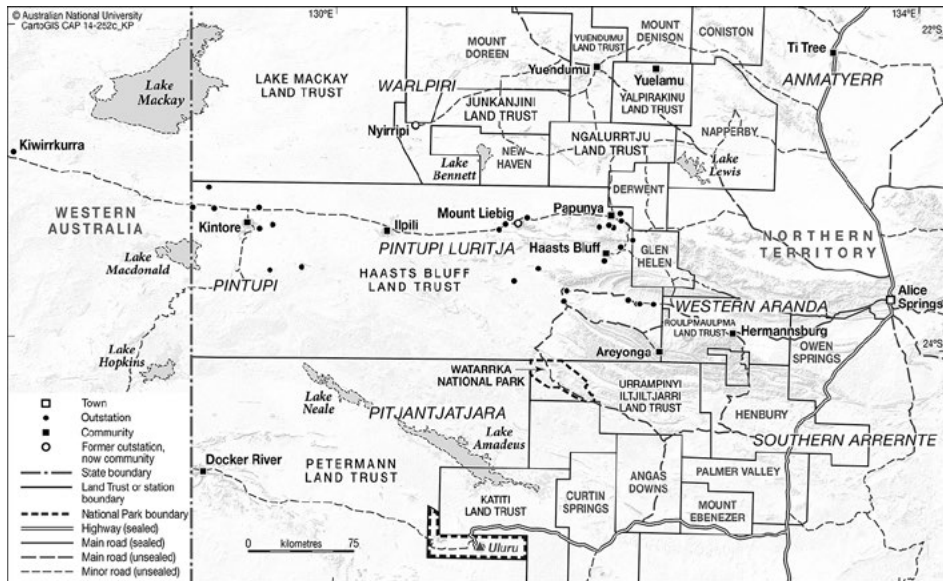 © Australian National University
CartoGIS CAP 14-252c_KP
130°E
134°E
22°S
Lake
Mackay
LAKE MACKAY
LAND TRUST
WARLPIRI
MOUNT
DOREEN
YUENDUMU
LAND TRUST
MOUNT
DENISON
CONISTON
Ti Tree
ANMATYERR
Yuendumu
Yuelamu
YALPIRAKINU
LAND TRUST
JUNKANJINI
LAND TRUST
Nyirripi
NGALURRTJU
LAND TRUST
NAPPERBY
Kiwirrkurra
Lake
Bennett
NEW
HAVEN
Lake
Lewis
DERWENT
WESTERN
AUSTRALIA
Kintore
Ilpili
Mount Liebig
Papunya
PINTUPI LURITJA
Haasts Bluff
GLEN
HELEN
NORTHERN
TERRITORY
Lake
Macdonald
PINTUPI
HAASTS BLUFF
LAND TRUST
WESTERN ARANDA
Alice
Springs
ROULPMAULPMA
LAND TRUST
Hermannsburg
OWEN
SPRINGS
24°S
Lake
Hopkins
Areyonga
WATARRKA
NATIONAL PARK
Lake
Neale
PITJANTJATJARA
URRAMPINYI
ILTJILTJARRI
LAND TRUST
HENBURY
Lake
Amadeus
SOUTHERN ARRERNTE
Docker River
PETERMANN
LAND TRUST
KATITI
LAND TRUST
CURTIN
SPRINGS
ANGAS
DOWNS
PALMER VALLEY
MOUNT
EBENEZER
Uluru
0 kilometres 75
Town
Outstation
Community
Former outstation,
now community
State boundary
Land Trust or station
boundary
National Park boundary
Highway (sealed)
Main road (sealed)
Main road (unsealed)
Minor road (unsealed)